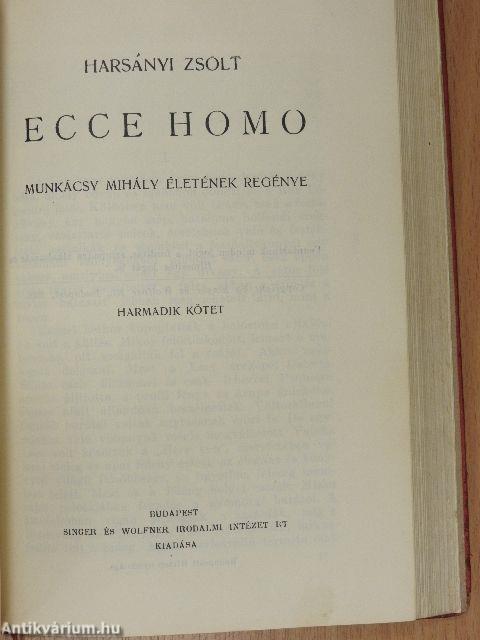 HARSÁNYI ZSOLT
ECCE HOMO
MUNKÁCSY MIHÁLY ÉLETÉNEK REGÉNYE
HARMADIK KÖTET
BUDAPEST
SINGER ÉS WOLFNER IRODALMI INTÉZET RT
KIADÁSA
Antikvárium.hu